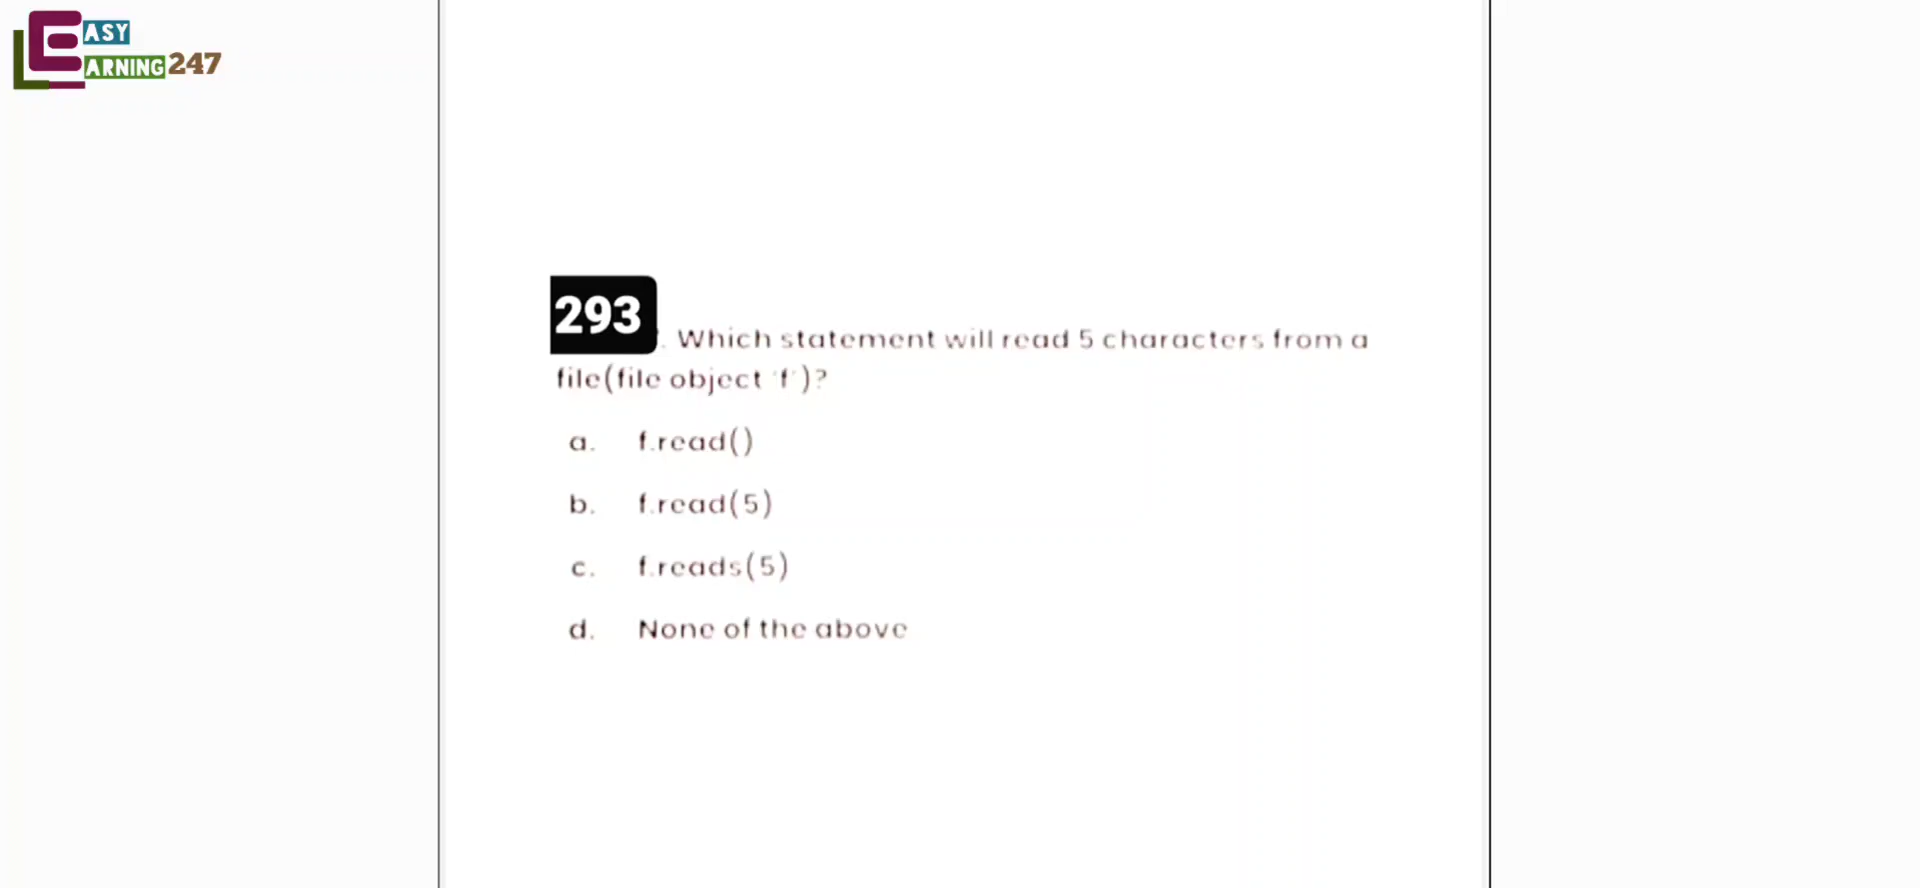 EASY
LEARNING247
293
. Which statement will read 5 characters from a
file(file object 'f')?
a. f.read()
b. f.read(5)
c. f.reads(5)
d. None of the above